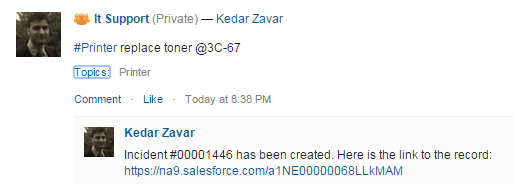 It Support (Private) — Kedar Zavar
#Printer replace toner @3C-67
Topics: Printer
Comment · Like · Today at 8:38 PM
Kedar Zavar
Incident #00001446 has been created. Here is the link to the record:
https://na9.salesforce.com/a1NE00000068LLkMAM